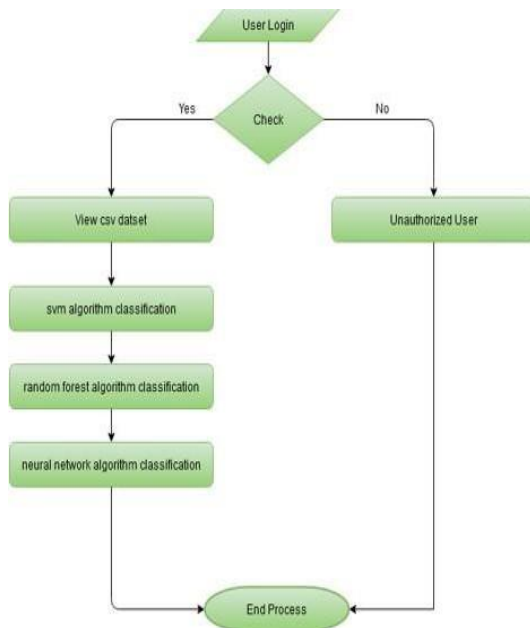 User Login
Check
Yes
No
View csv datset
Unauthorized User
svm algorithm classification
random forest algorithm classification
neural network algorithm classification
End Process